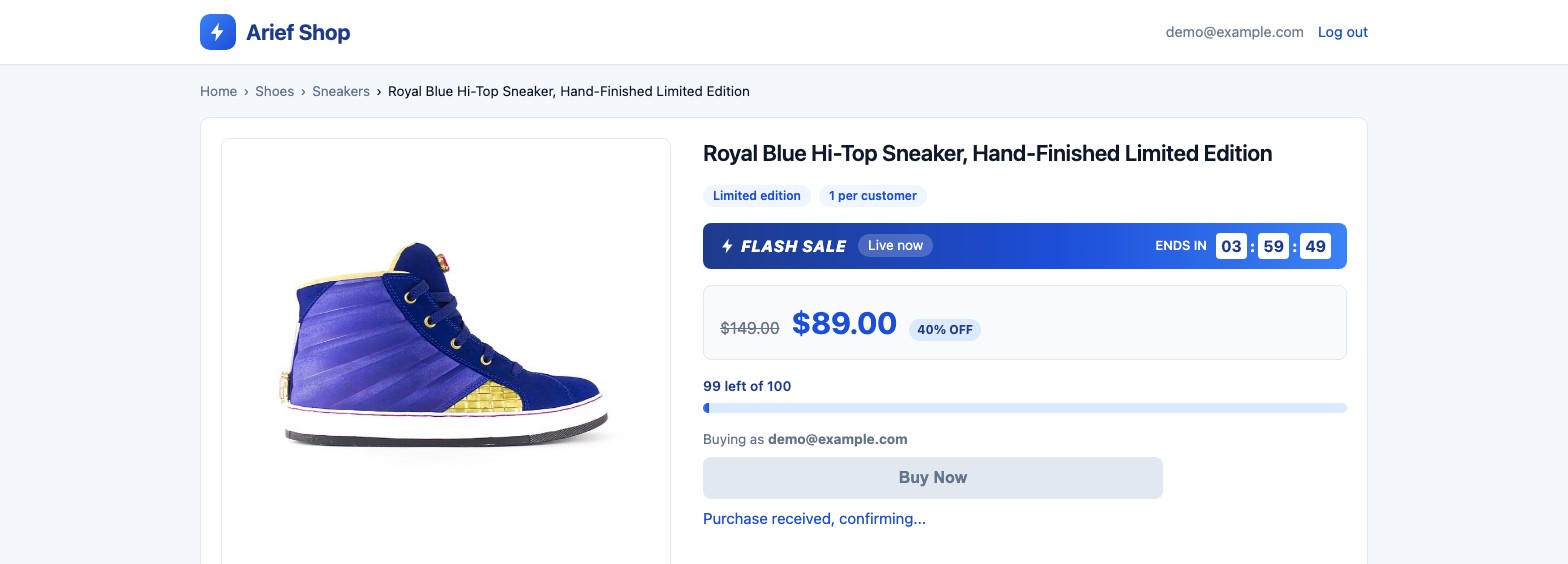 Arief Shop
demo@example.com Log out
Home › Shoes › Sneakers › Royal Blue Hi-Top Sneaker, Hand-Finished Limited Edition
Royal Blue Hi-Top Sneaker, Hand-Finished Limited Edition
Limited edition 1 per customer
FLASH SALE Live now ENDS IN 03 : 59 : 49
$149.00 $89.00 40% OFF
99 left of 100
Buying as demo@example.com
Buy Now
Purchase received, confirming...